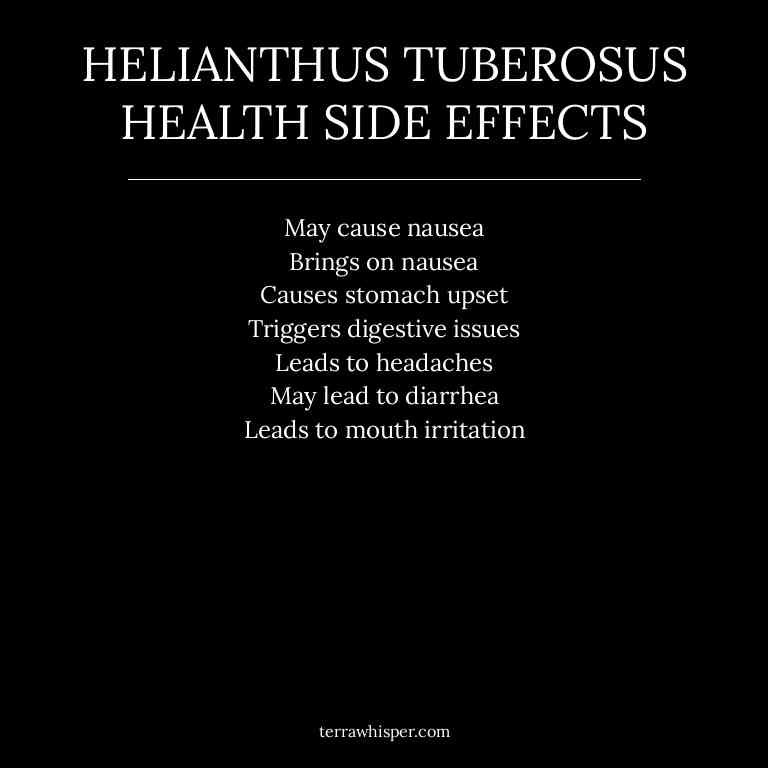 HELIANTHUS TUBEROSUS
HEALTH SIDE EFFECTS
May cause nausea
Brings on nausea
Causes stomach upset
Triggers digestive issues
Leads to headaches
May lead to diarrhea
Leads to mouth irritation
terrawhisper.com